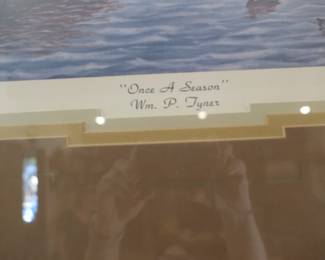 "Once A Season"
Wm. P. Tyner